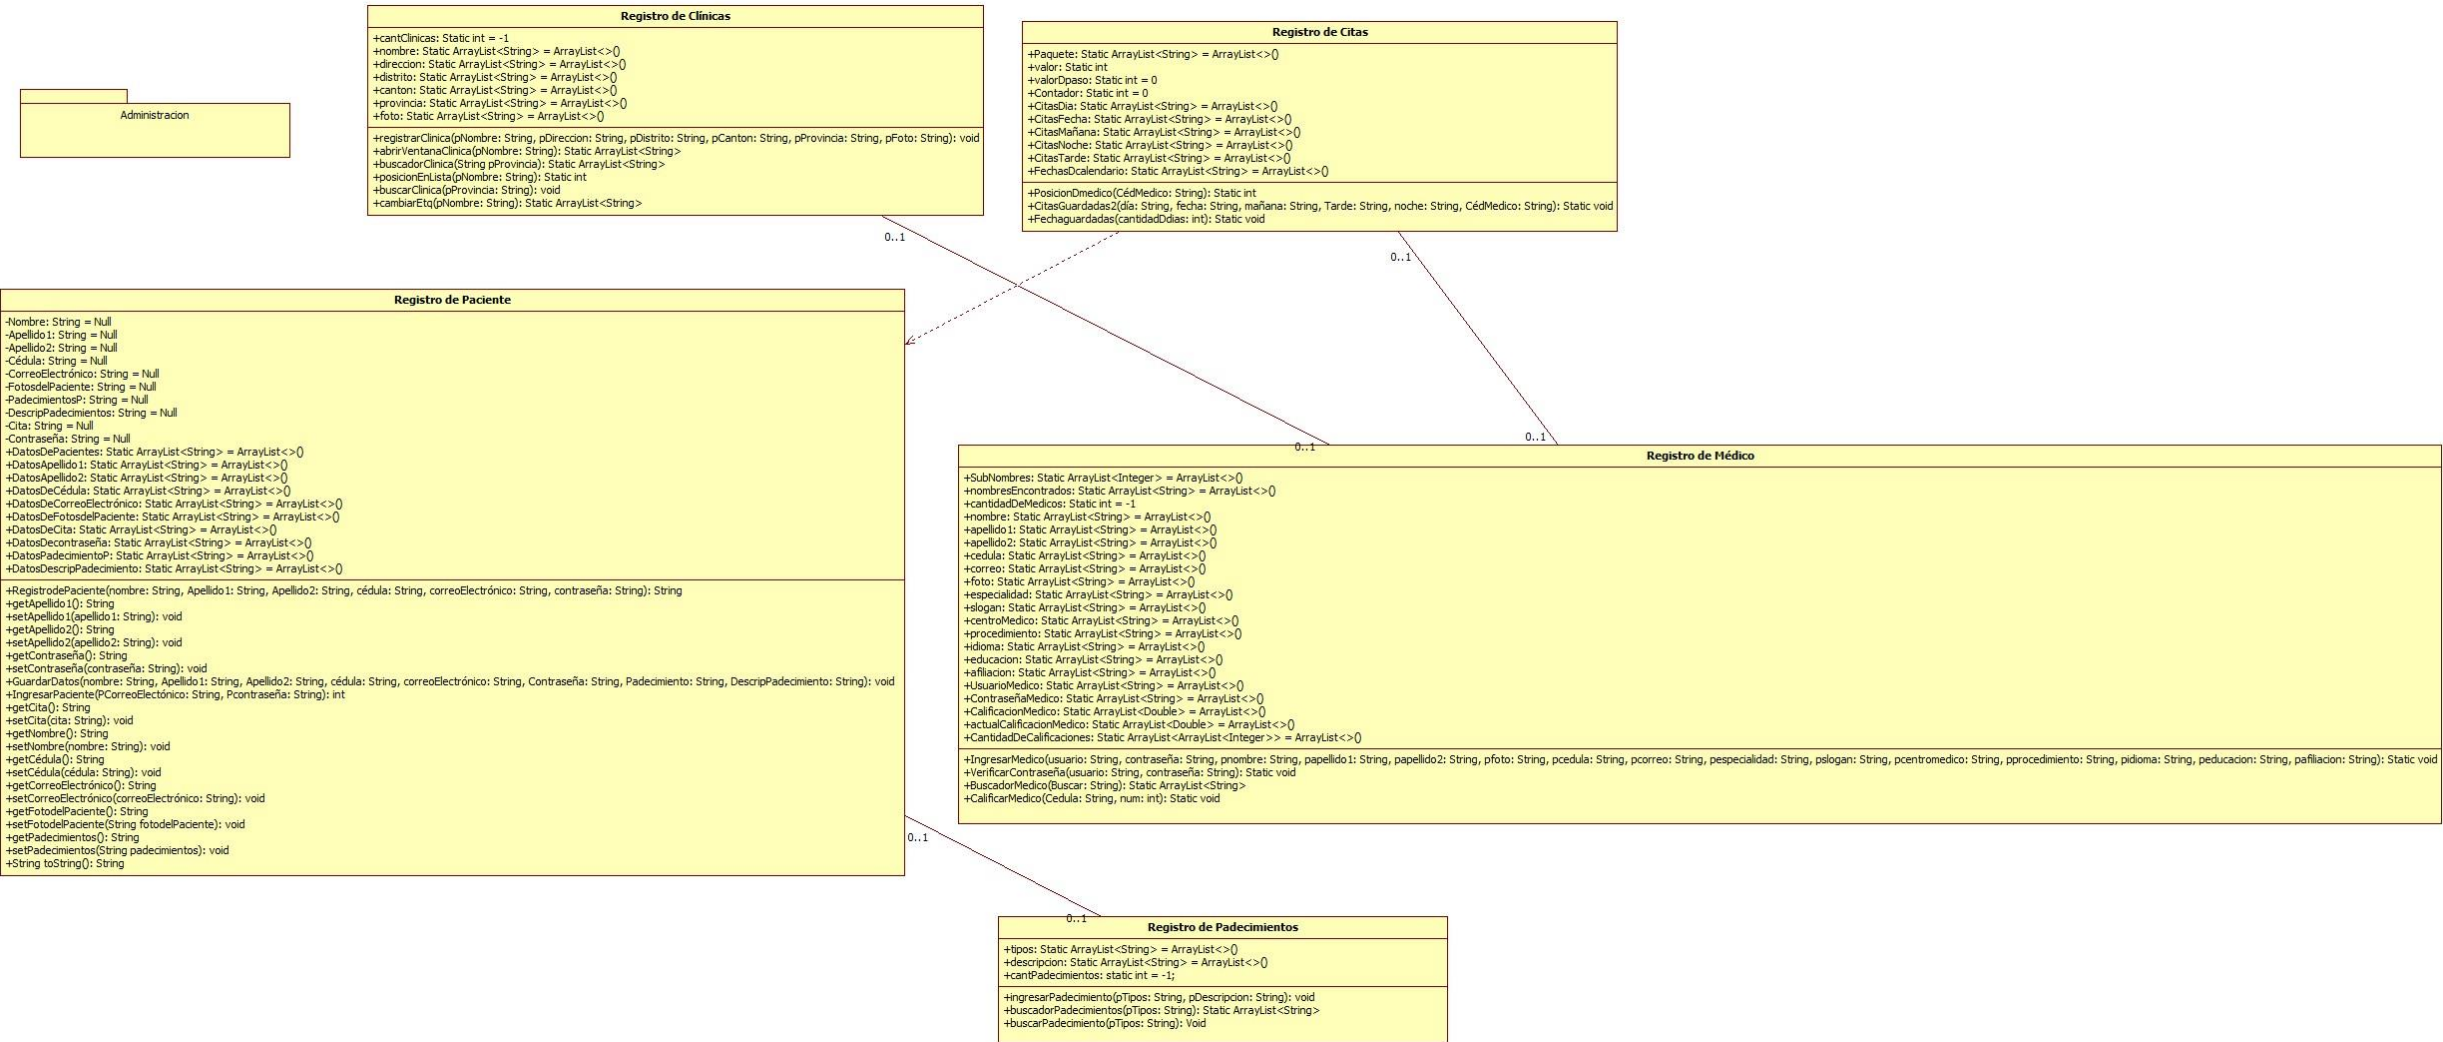 Administracion
Registro de Clínicas
+cantClinicas: Static int = -1
+nombre: Static ArrayList<String> = ArrayList<>()
+direccion: Static ArrayList<String> = ArrayList<>()
+distrito: Static ArrayList<String> = ArrayList<>()
+canton: Static ArrayList<String> = ArrayList<>()
+provincia: Static ArrayList<String> = ArrayList<>()
+foto: Static ArrayList<String> = ArrayList<>()
+registrarClinica(pNombre: String, pDireccion: String, pDistrito: String, pCanton: String, pProvincia: String, pFoto: String): void
+abrirVentanaClinica(pNombre: String): Static ArrayList<String>
+buscadorClinica(String pProvincia): Static ArrayList<String>
+posicionEnLista(pNombre: String): Static int
+buscarClinica(pProvincia: String): void
+cambiarEtq(pNombre: String): Static ArrayList<String>
0..1
Registro de Citas
+Paquete: Static ArrayList<String> = ArrayList<>()
+valor: Static int
+valorDpaso: Static int = 0
+Contador: Static int = 0
+CitasDia: Static ArrayList<String> = ArrayList<>()
+CitasFecha: Static ArrayList<String> = ArrayList<>()
+CitasMañana: Static ArrayList<String> = ArrayList<>()
+CitasNoche: Static ArrayList<String> = ArrayList<>()
+CitasTarde: Static ArrayList<String> = ArrayList<>()
+FechasDcalendario: Static ArrayList<String> = ArrayList<>()
+PosicionDmedico(CédMedico: String): Static int
+CitasGuardadas2(día: String, fecha: String, mañana: String, Tarde: String, noche: String, CédMedico: String): Static void
+Fechaguardadas(cantidadDdias: int): Static void
0..1
Registro de Paciente
-Nombre: String = Null
-Apellido1: String = Null
-Apellido2: String = Null
-Cédula: String = Null
-CorreoElectrónico: String = Null
-FotosdelPaciente: String = Null
-PadecimientosP: String = Null
-DescripPadecimientos: String = Null
-Cita: String = Null
-Contraseña: String = Null
+DatosDePacientes: Static ArrayList<String> = ArrayList<>()
+DatosApellido1: Static ArrayList<String> = ArrayList<>()
+DatosApellido2: Static ArrayList<String> = ArrayList<>()
+DatosDeCédula: Static ArrayList<String> = ArrayList<>()
+DatosDeCorreoElectrónico: Static ArrayList<String> = ArrayList<>()
+DatosDeFotosdelPaciente: Static ArrayList<String> = ArrayList<>()
+DatosDeCita: Static ArrayList<String> = ArrayList<>()
+DatosDecontraseña: Static ArrayList<String> = ArrayList<>()
+DatosPadecimientoP: Static ArrayList<String> = ArrayList<>()
+DatosDescripPadecimiento: Static ArrayList<String> = ArrayList<>()
+RegistrodePaciente(nombre: String, Apellido1: String, Apellido2: String, cédula: String, correoElectrónico: String, contraseña: String): String
+getApellido1(): String
+setApellido1(apellido1: String): void
+getApellido2(): String
+setApellido2(apellido2: String): void
+getContraseña(): String
+setContraseña(contraseña: String): void
+GuardarDatos(nombre: String, Apellido1: String, Apellido2: String, cédula: String, correoElectrónico: String, Contraseña: String, Padecimiento: String, DescripPadecimiento: String): void
+IngresarPaciente(PCorreoElectónico: String, Pcontraseña: String): int
+getCita(): String
+setCita(cita: String): void
+getNombre(): String
+setNombre(nombre: String): void
+getCédula(): String
+setCédula(cédula: String): void
+getCorreoElectrónico(): String
+setCorreoElectrónico(correoElectrónico: String): void
+getFotodelPaciente(): String
+setFotodelPaciente(String fotodelPaciente): void
+getPadecimientos(): String
+setPadecimientos(String padecimientos): void
+String toString(): String
0..1
0..1
0..1
Registro de Médico
+SubNombres: Static ArrayList<Integer> = ArrayList<>()
+nombresEncontrados: Static ArrayList<String> = ArrayList<>()
+cantidadDeMedicos: Static int = -1
+nombre: Static ArrayList<String> = ArrayList<>()
+apellido1: Static ArrayList<String> = ArrayList<>()
+apellido2: Static ArrayList<String> = ArrayList<>()
+cedula: Static ArrayList<String> = ArrayList<>()
+correo: Static ArrayList<String> = ArrayList<>()
+foto: Static ArrayList<String> = ArrayList<>()
+especialidad: Static ArrayList<String> = ArrayList<>()
+slogan: Static ArrayList<String> = ArrayList<>()
+centroMedico: Static ArrayList<String> = ArrayList<>()
+procedimiento: Static ArrayList<String> = ArrayList<>()
+idioma: Static ArrayList<String> = ArrayList<>()
+educacion: Static ArrayList<String> = ArrayList<>()
+afiliacion: Static ArrayList<String> = ArrayList<>()
+UsuarioMedico: Static ArrayList<String> = ArrayList<>()
+ContraseñaMedico: Static ArrayList<String> = ArrayList<>()
+CalificacionMedico: Static ArrayList<Double> = ArrayList<>()
+actualCalificacionMedico: Static ArrayList<Double> = ArrayList<>()
+CantidadDeCalificaciones: Static ArrayList<ArrayList<Integer>> = ArrayList<>()
+IngresarMedico(usuario: String, contraseña: String, pnombre: String, papellido1: String, papellido2: String, pfoto: String, pcedula: String, pcorreo: String, pespecialidad: String, pslogan: String, pcentromedico: String, pprocedimiento: String, pidioma: String, peducacion: String, pafiliacion: String): Static void
+VerificarContraseña(usuario: String, contraseña: String): Static void
+BuscadorMedico(Buscar: String): Static ArrayList<String>
+CalificarMedico(Cedula: String, num: int): Static void
0..1
Registro de Padecimientos
+tipos: Static ArrayList<String> = ArrayList<>()
+descripcion: Static ArrayList<String> = ArrayList<>()
+cantPadecimientos: static int = -1;
+ingresarPadecimiento(pTipos: String, pDescripcion: String): void
+buscadorPadecimientos(pTipos: String): Static ArrayList<String>
+buscarPadecimiento(pTipos: String): Void